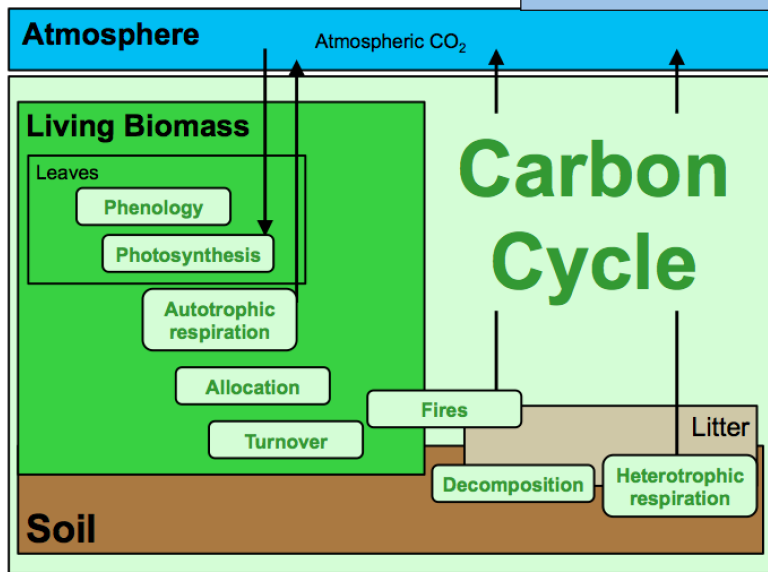 Atmosphere
Atmospheric CO₂
Living Biomass
Leaves
Phenology
Photosynthesis
Autotrophic
respiration
Allocation
Turnover
Carbon
Cycle
Fires
Litter
Decomposition
Heterotrophic
respiration
Soil